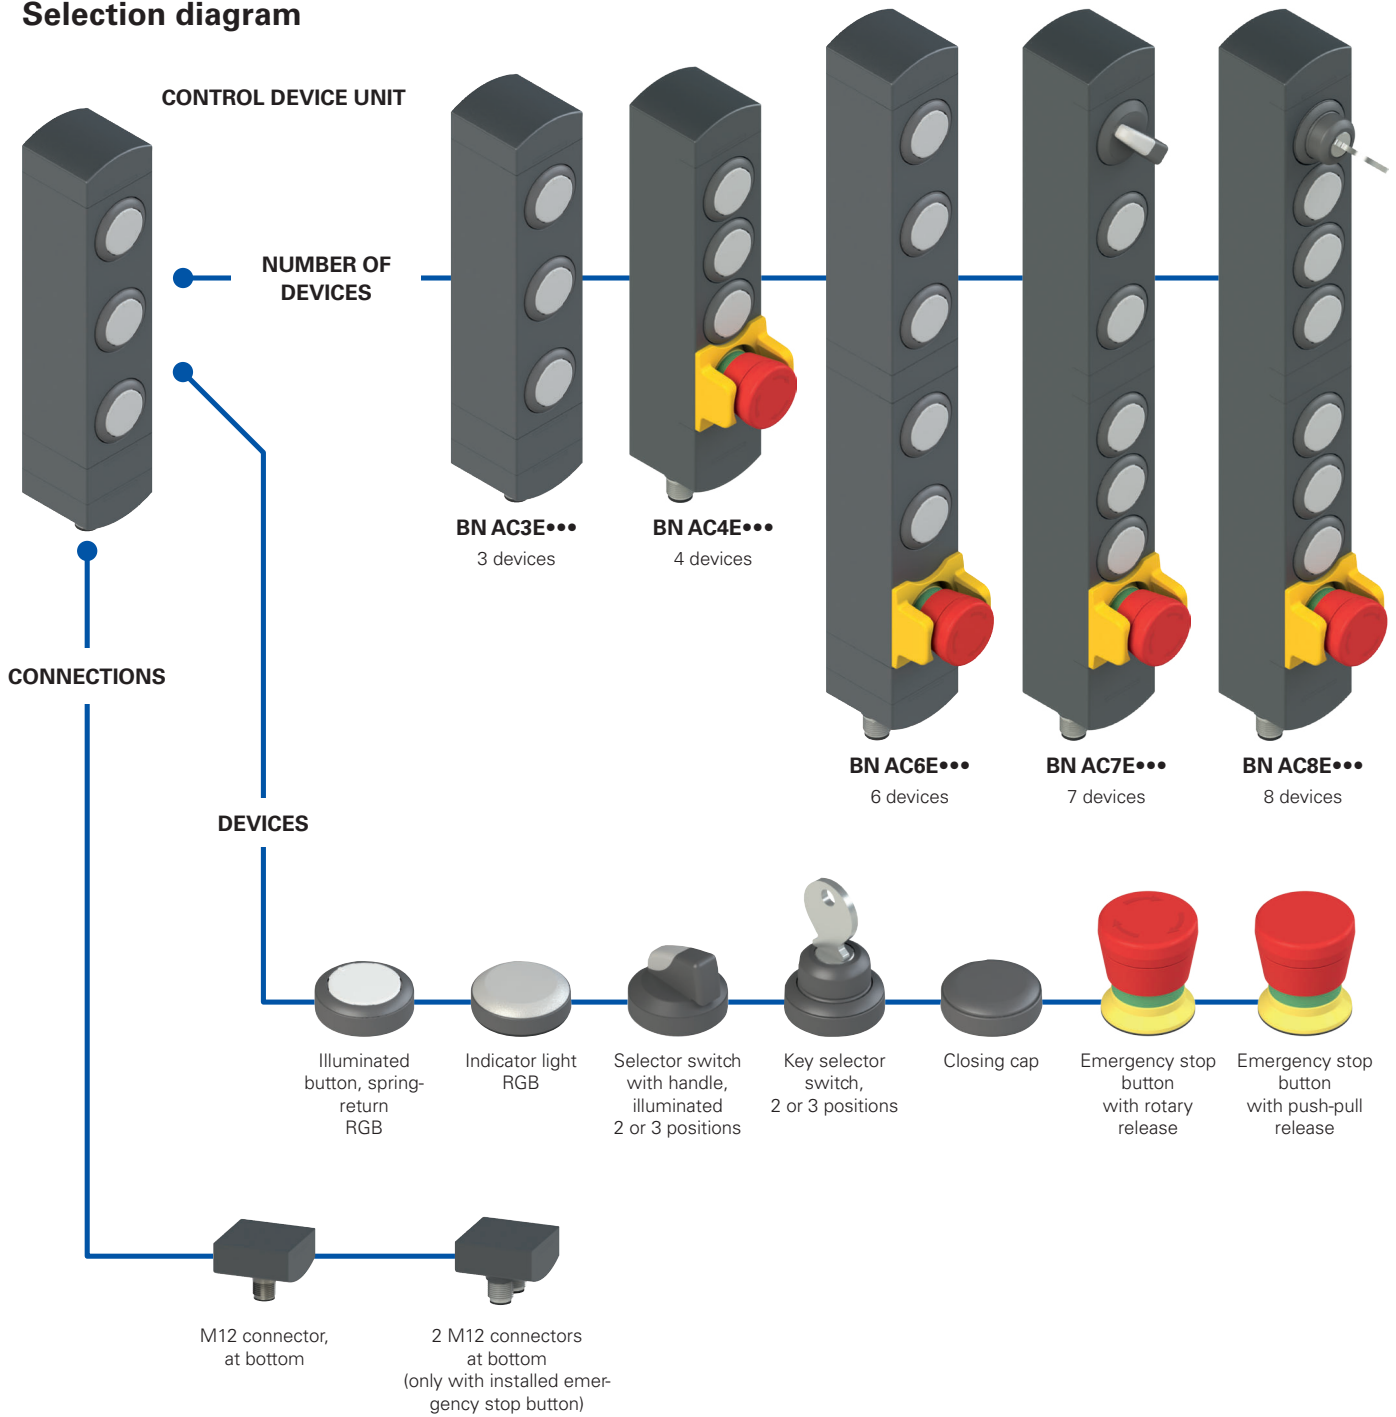 Selection diagram
CONTROL DEVICE UNIT
NUMBER OF
DEVICES
BN AC3E•••
3 devices
BN AC4E•••
4 devices
BN AC6E•••
6 devices
BN AC7E•••
7 devices
BN AC8E•••
8 devices
CONNECTIONS
DEVICES
Illuminated
button, spring-
return
RGB
Indicator light
RGB
Selector switch
with handle,
illuminated
2 or 3 positions
Key selector
switch,
2 or 3 positions
Closing cap
Emergency stop
button
with rotary
release
Emergency stop
button
with push-pull
release
M12 connector,
at bottom
2 M12 connectors
at bottom
(only with installed emer-
gency stop button)